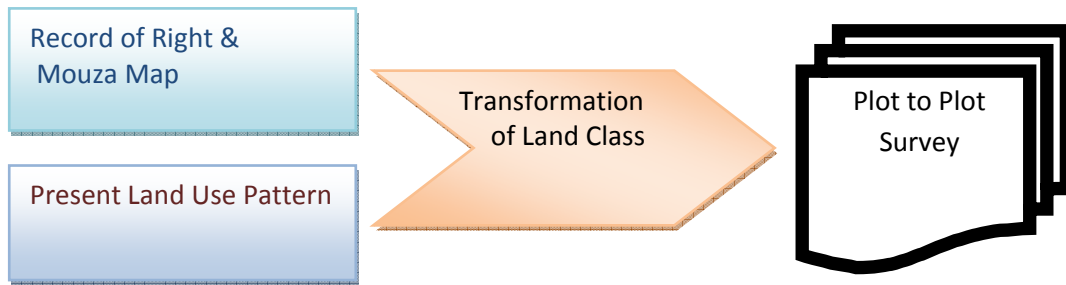 Record of Right &
Mouza Map
Present Land Use Pattern
Transformation
of Land Class
Plot to Plot
Survey